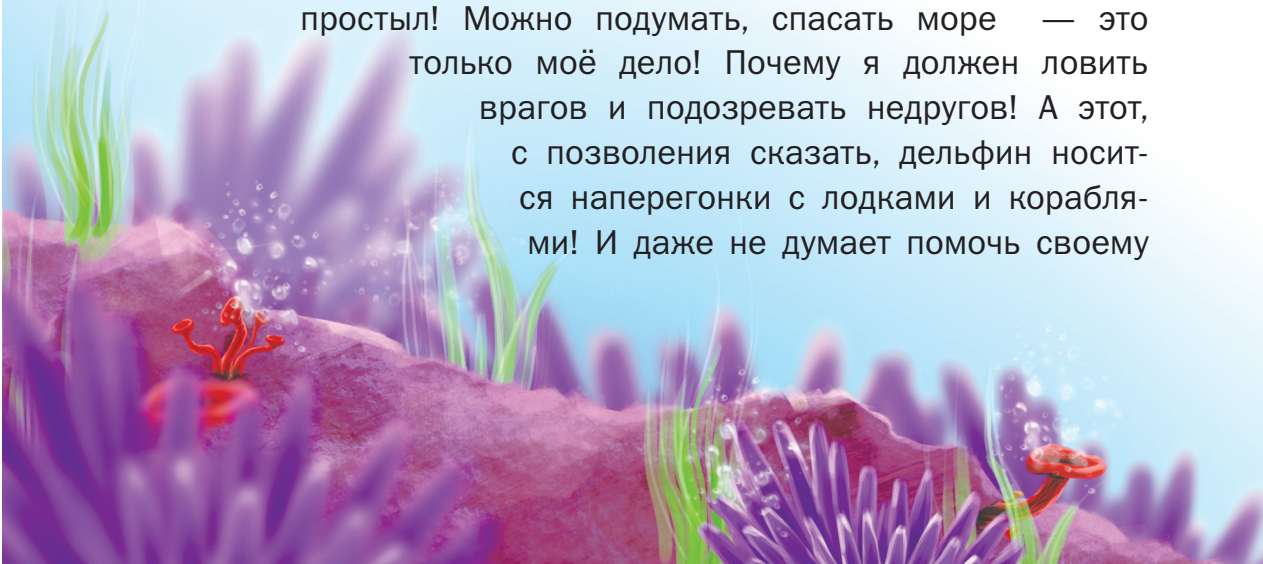 простыл! Можно подумать, спасать море — это
только моё дело! Почему я должен ловить
врагов и подозревать недругов! А этот,
с позволения сказать, дельфин носит-
ся наперегонки с лодками и корабля-
ми! И даже не думает помочь своему